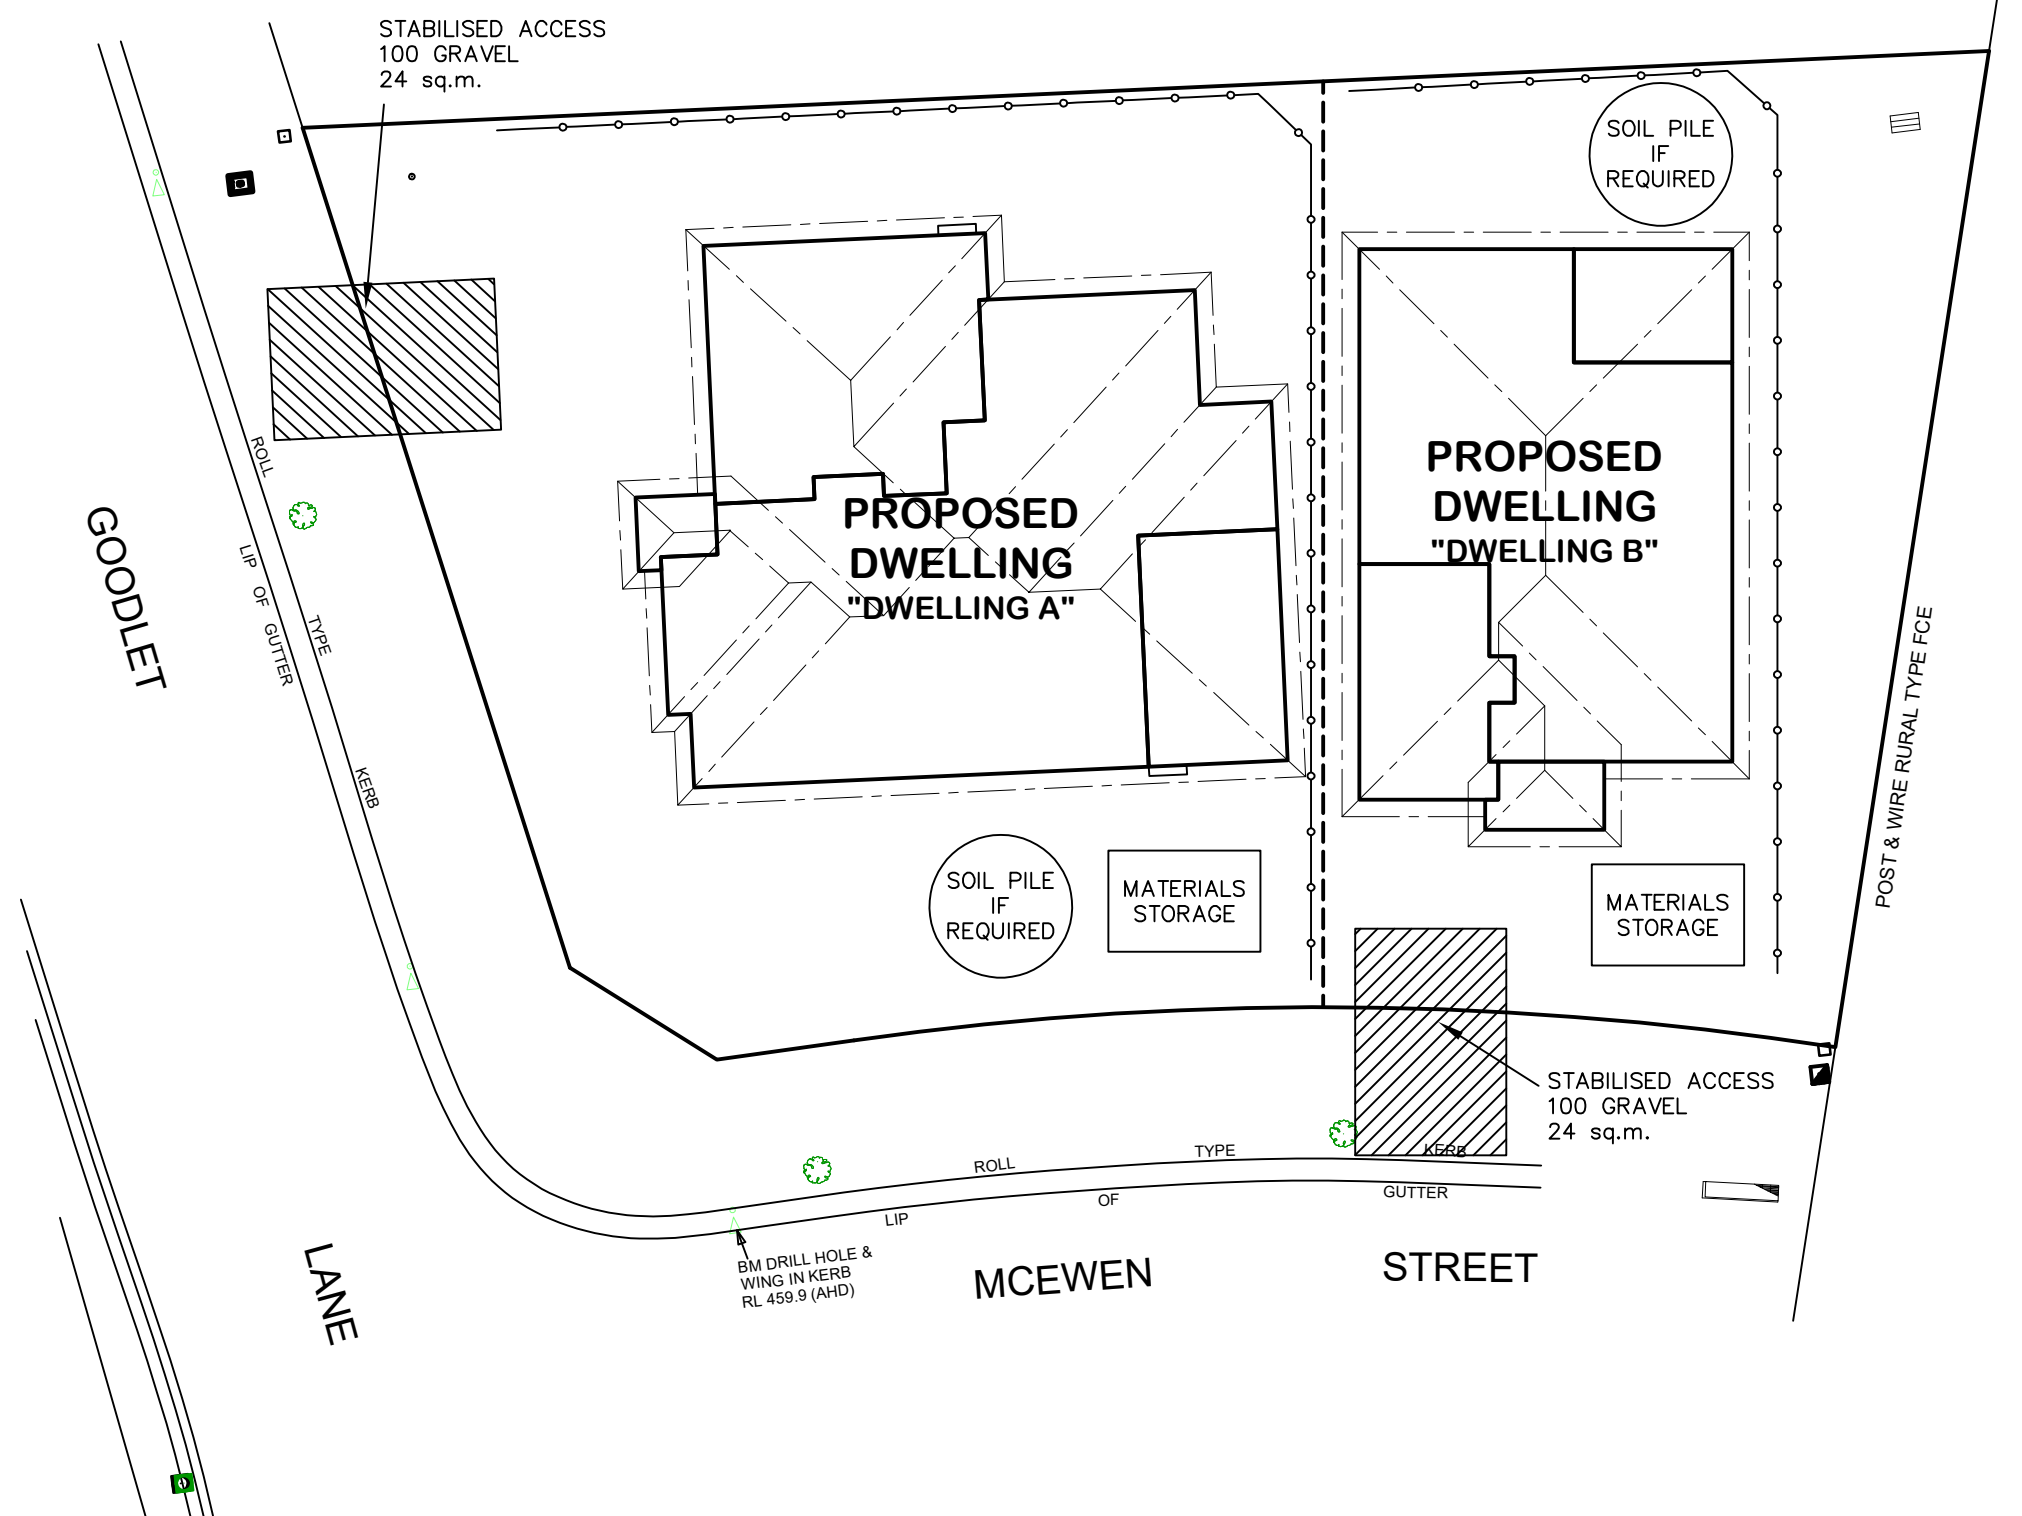 STABILISED ACCESS
100 GRAVEL
24 sq.m.
SOIL PILE
IF
REQUIRED
PROPOSED
DWELLING
"DWELLING A"
PROPOSED
DWELLING
"DWELLING B"
ROLL
TYPE
KERB
LIP OF GUTTER
GOODLET
LANE
POST & WIRE RURAL TYPE FCE
SOIL PILE
IF
REQUIRED
MATERIALS
STORAGE
MATERIALS
STORAGE
STABILISED ACCESS
100 GRAVEL
24 sq.m.
ROLL TYPE KERB
LIP OF GUTTER
BM DRILL HOLE &
WING IN KERB
RL 459.9 (AHD)
MCEWEN STREET